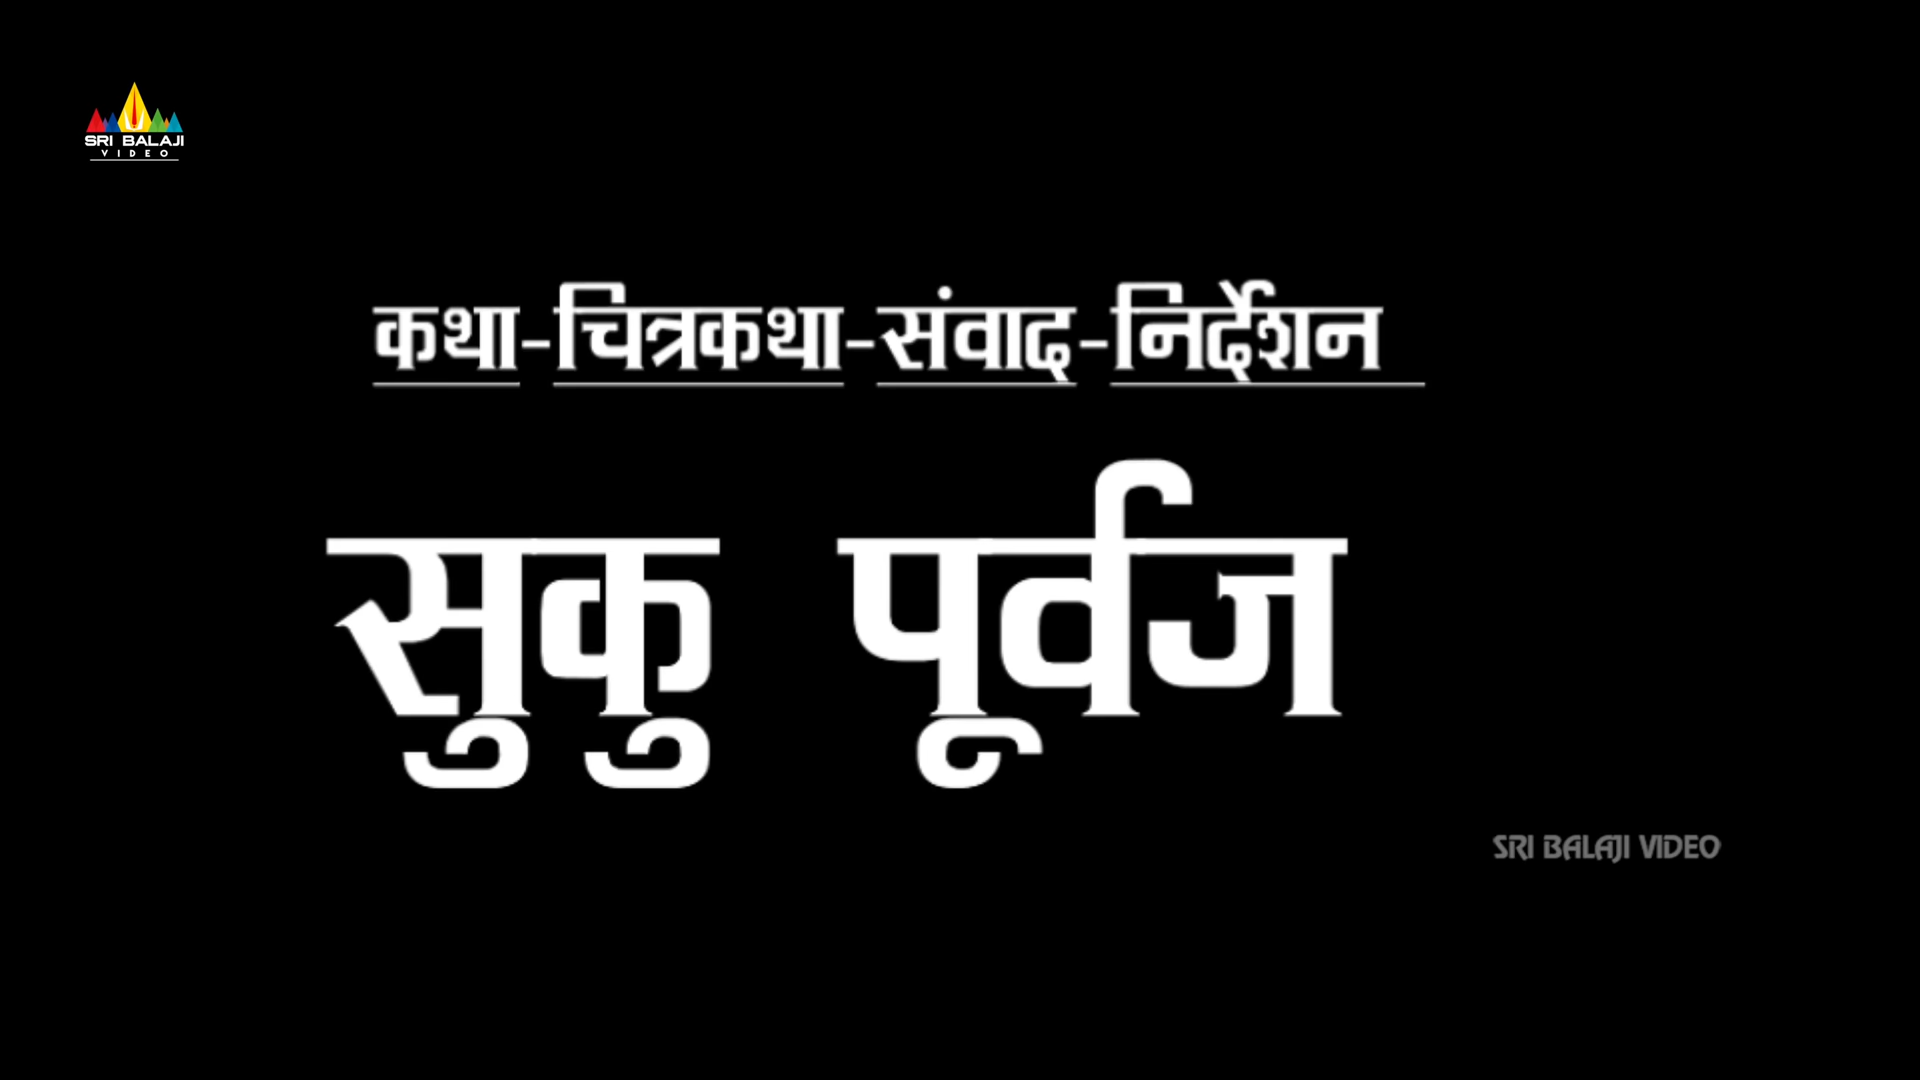 SRI BALAJI
VIDEO
कथा-चित्रकथा-संवाद-निर्देशन
सुकु पूर्वज
SRI BALAJI VIDEO